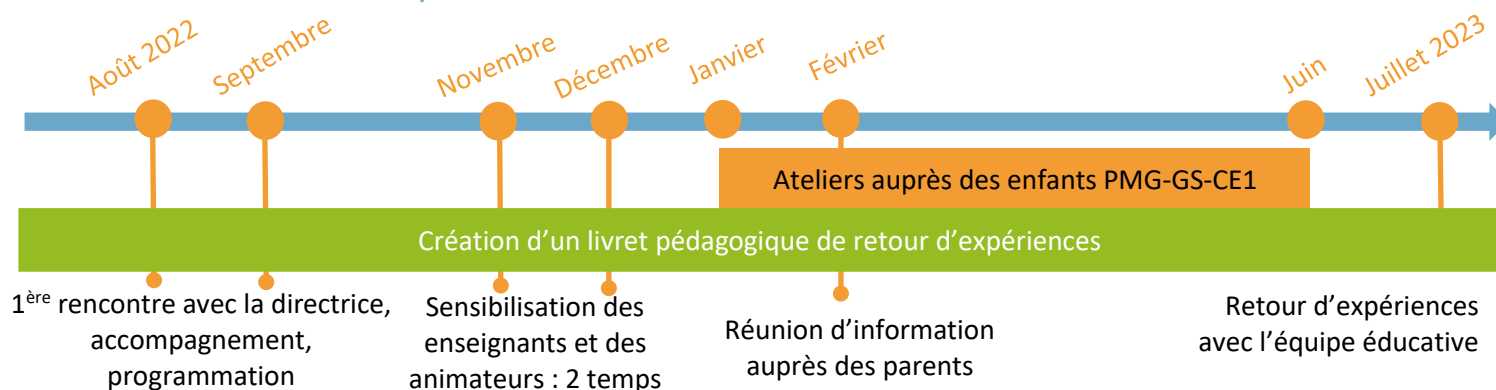 Août 2022
Septembre
Novembre
Décembre
Janvier
Février
Juin
Juillet 2023
Ateliers auprès des enfants PMG-GS-CE1
Création d’un livret pédagogique de retour d’expériences
1ère rencontre avec la directrice,
accompagnement,
programmation
Sensibilisation des
enseignants et des
animateurs : 2 temps
Réunion d’information
auprès des parents
Retour d’expériences
avec l’équipe éducative